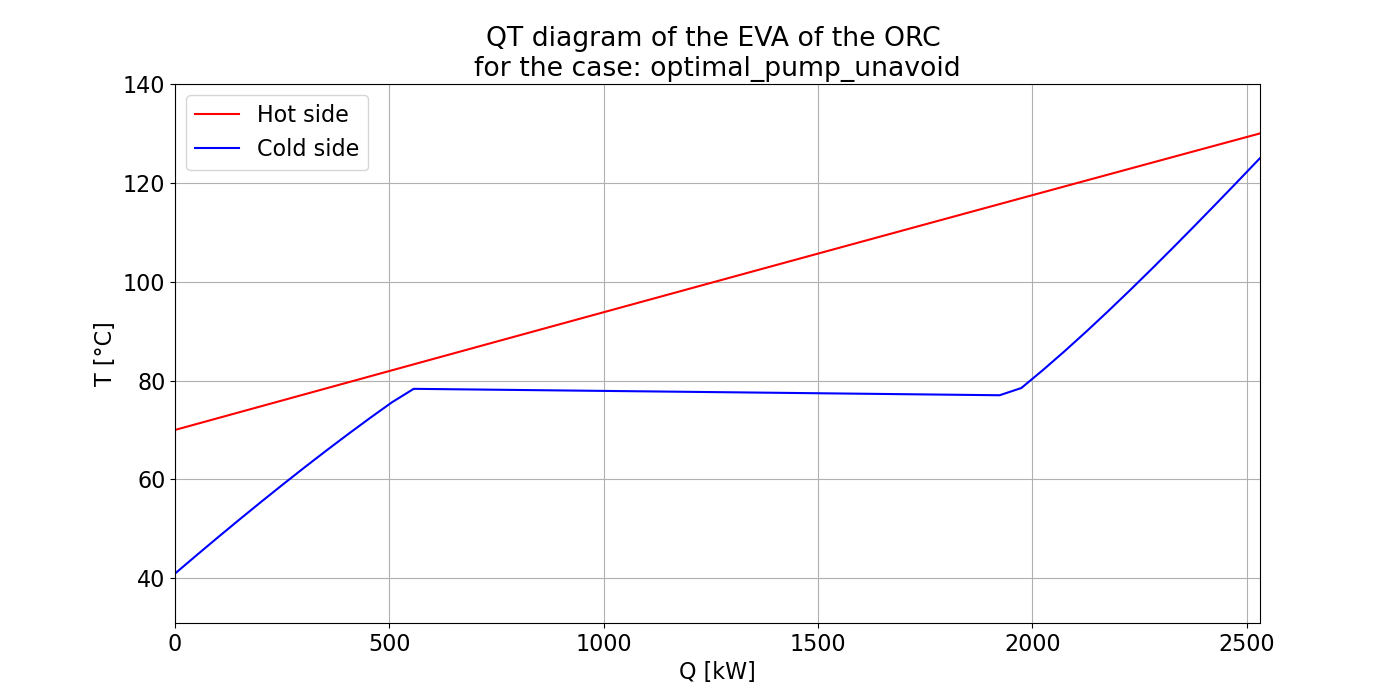 QT diagram of the EVA of the ORC
for the case: optimal_pump_unavoid
140
120
100
80
60
40
T [°C]
Hot side
Cold side
0 500 1000 1500 2000 2500
Q [kW]